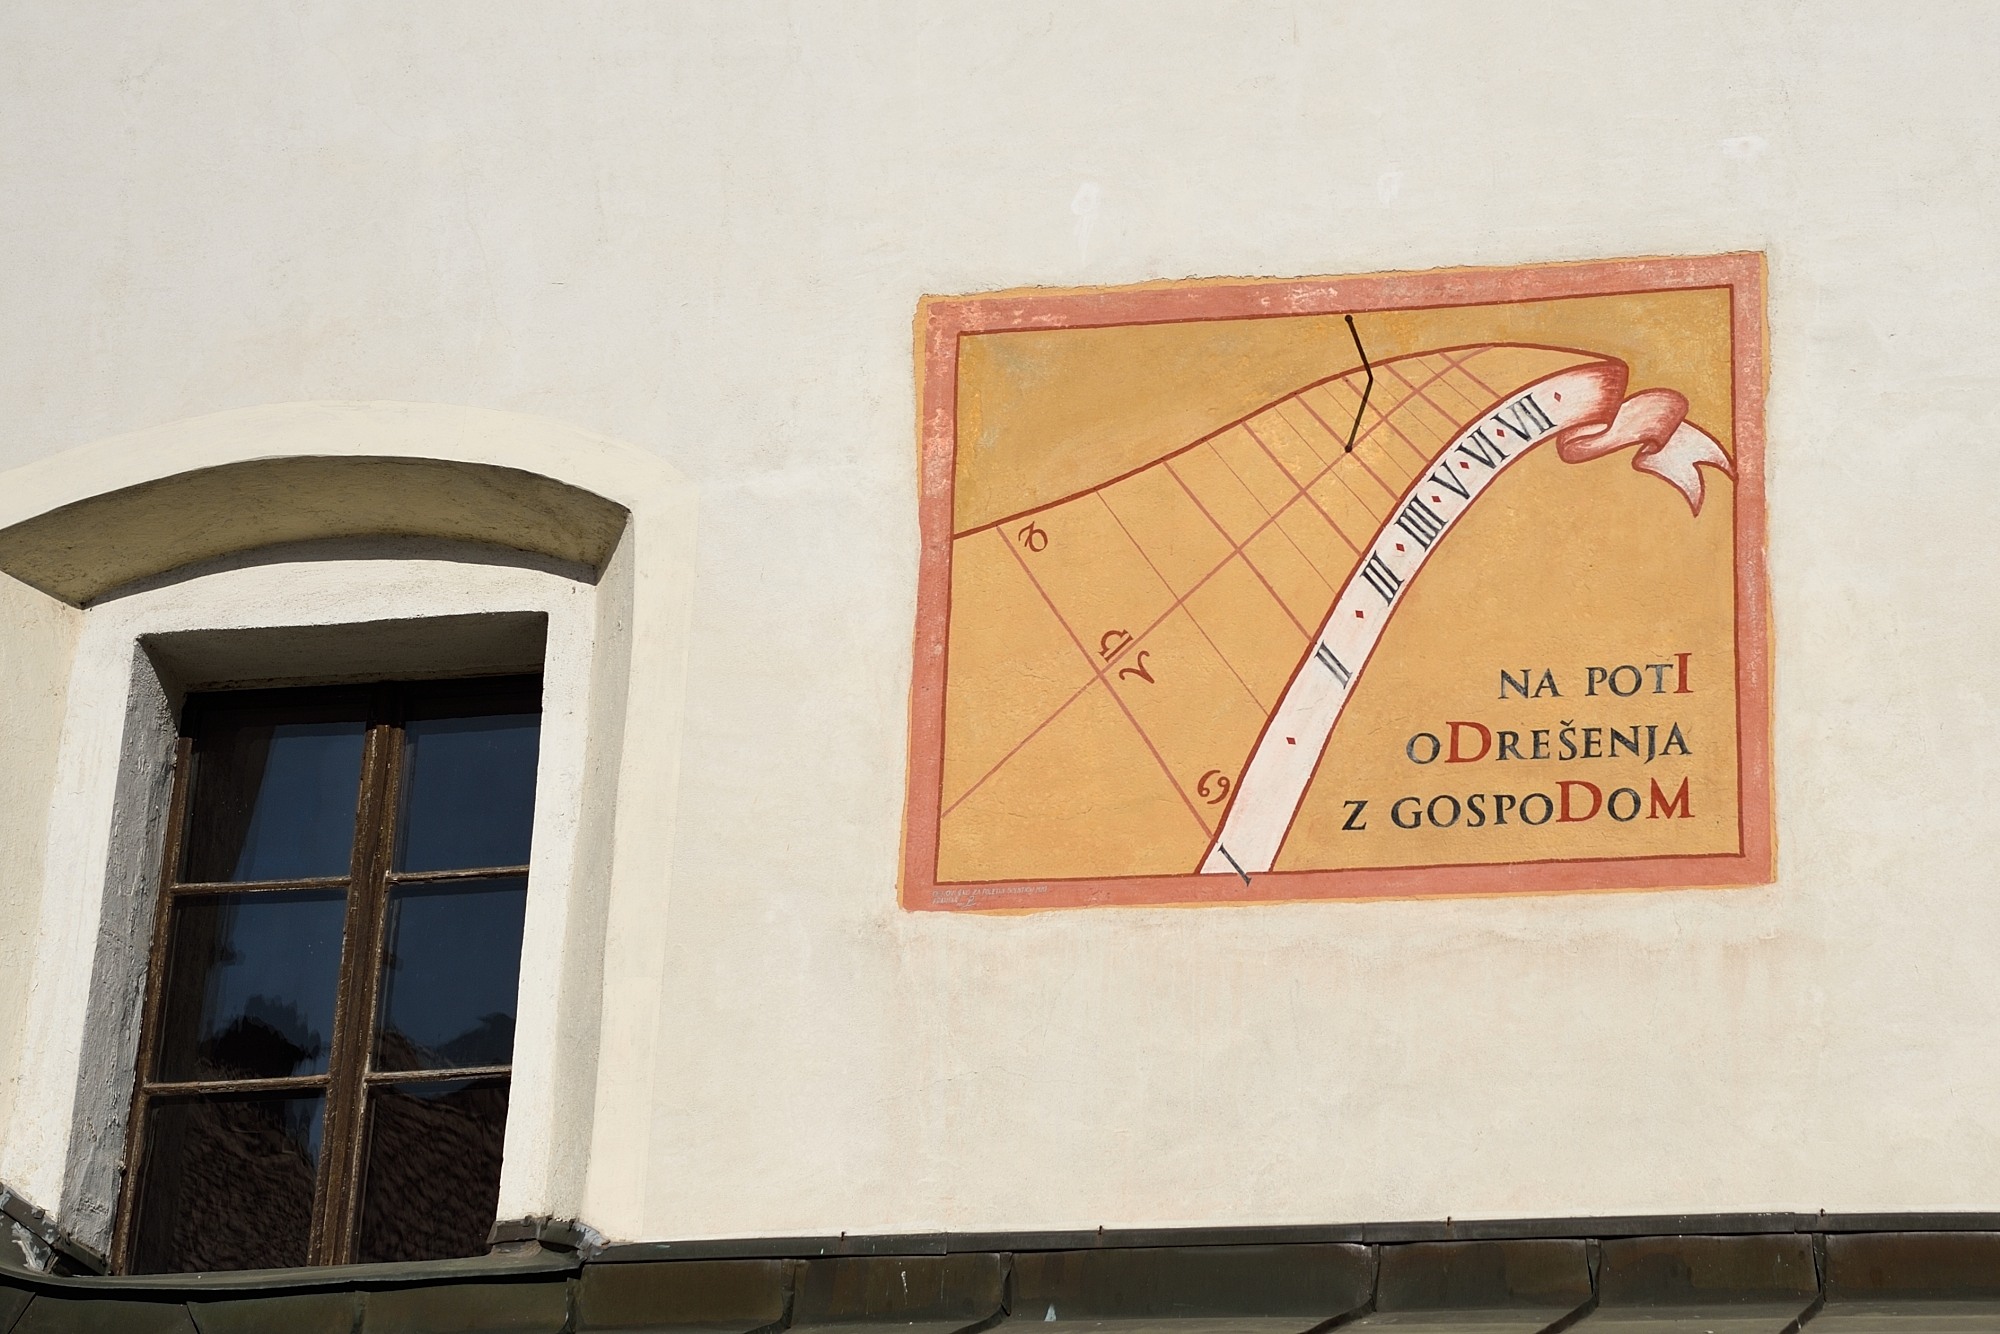 I · II · III · IIII · V · VI · VII
NA POTI
ODREŠENJA
Z GOSPODOM